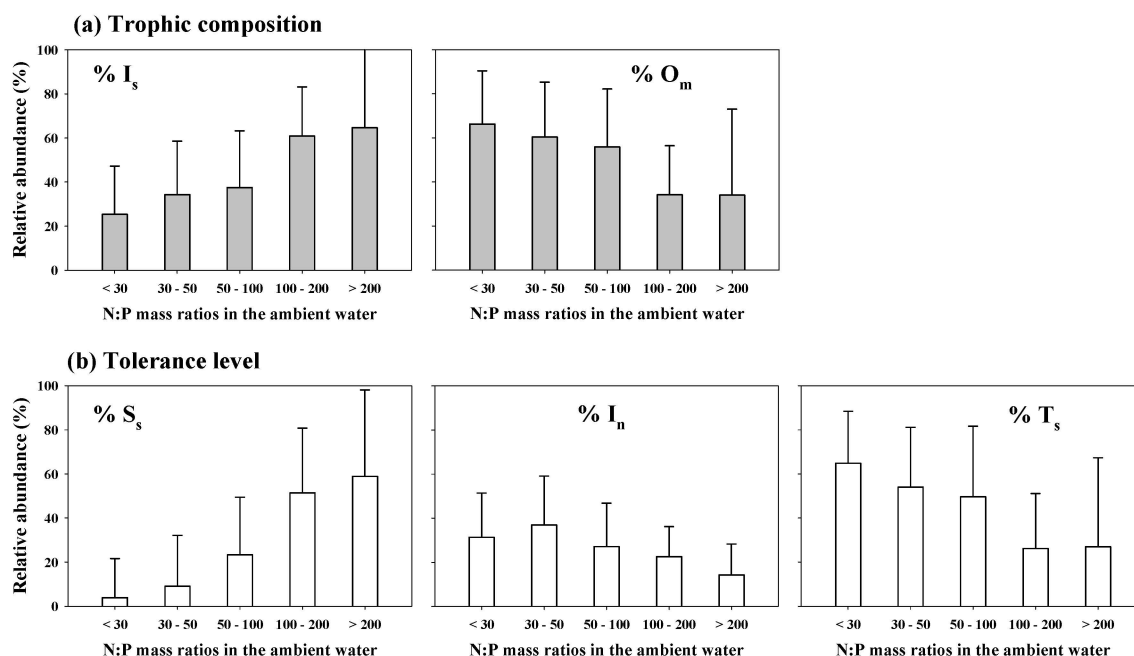 (a) Trophic composition
Relative abundance (%)
100
80
60
40
20
0
% Is
< 30 30 - 50 50 - 100 100 - 200 > 200
N:P mass ratios in the ambient water
% Om
< 30 30 - 50 50 - 100 100 - 200 > 200
N:P mass ratios in the ambient water
(b) Tolerance level
Relative abundance (%)
100
80
60
40
20
0
% Ss
< 30 30 - 50 50 - 100 100 - 200 > 200
N:P mass ratios in the ambient water
% In
< 30 30 - 50 50 - 100 100 - 200 > 200
N:P mass ratios in the ambient water
% Ts
< 30 30 - 50 50 - 100 100 - 200 > 200
N:P mass ratios in the ambient water